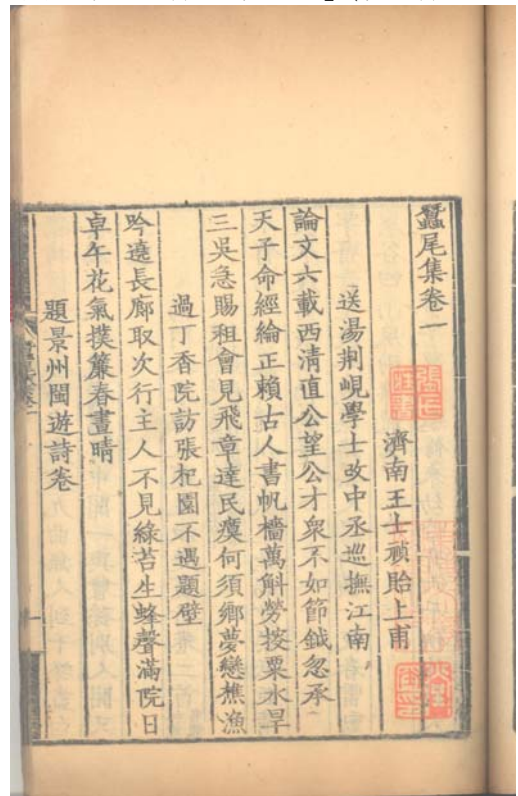 蠶尾集卷一
濟南王士禎貽上甫
送湯荆峴學士改中丞巡撫江南
論文六載西清直公望公才衆不如節鉞忽承
天子命經綸正賴古人書帆檣萬斛勞挍粟水旱
三吳急賜租會見飛章達民瘼何須鄉夢戀樵漁
過丁香院訪張杞園不遇題壁
吟遶長廊取次行主人不見綠苔生蜂聲滿院日
卓午花氣撲簾春晝晴
題景州閩遊詩卷